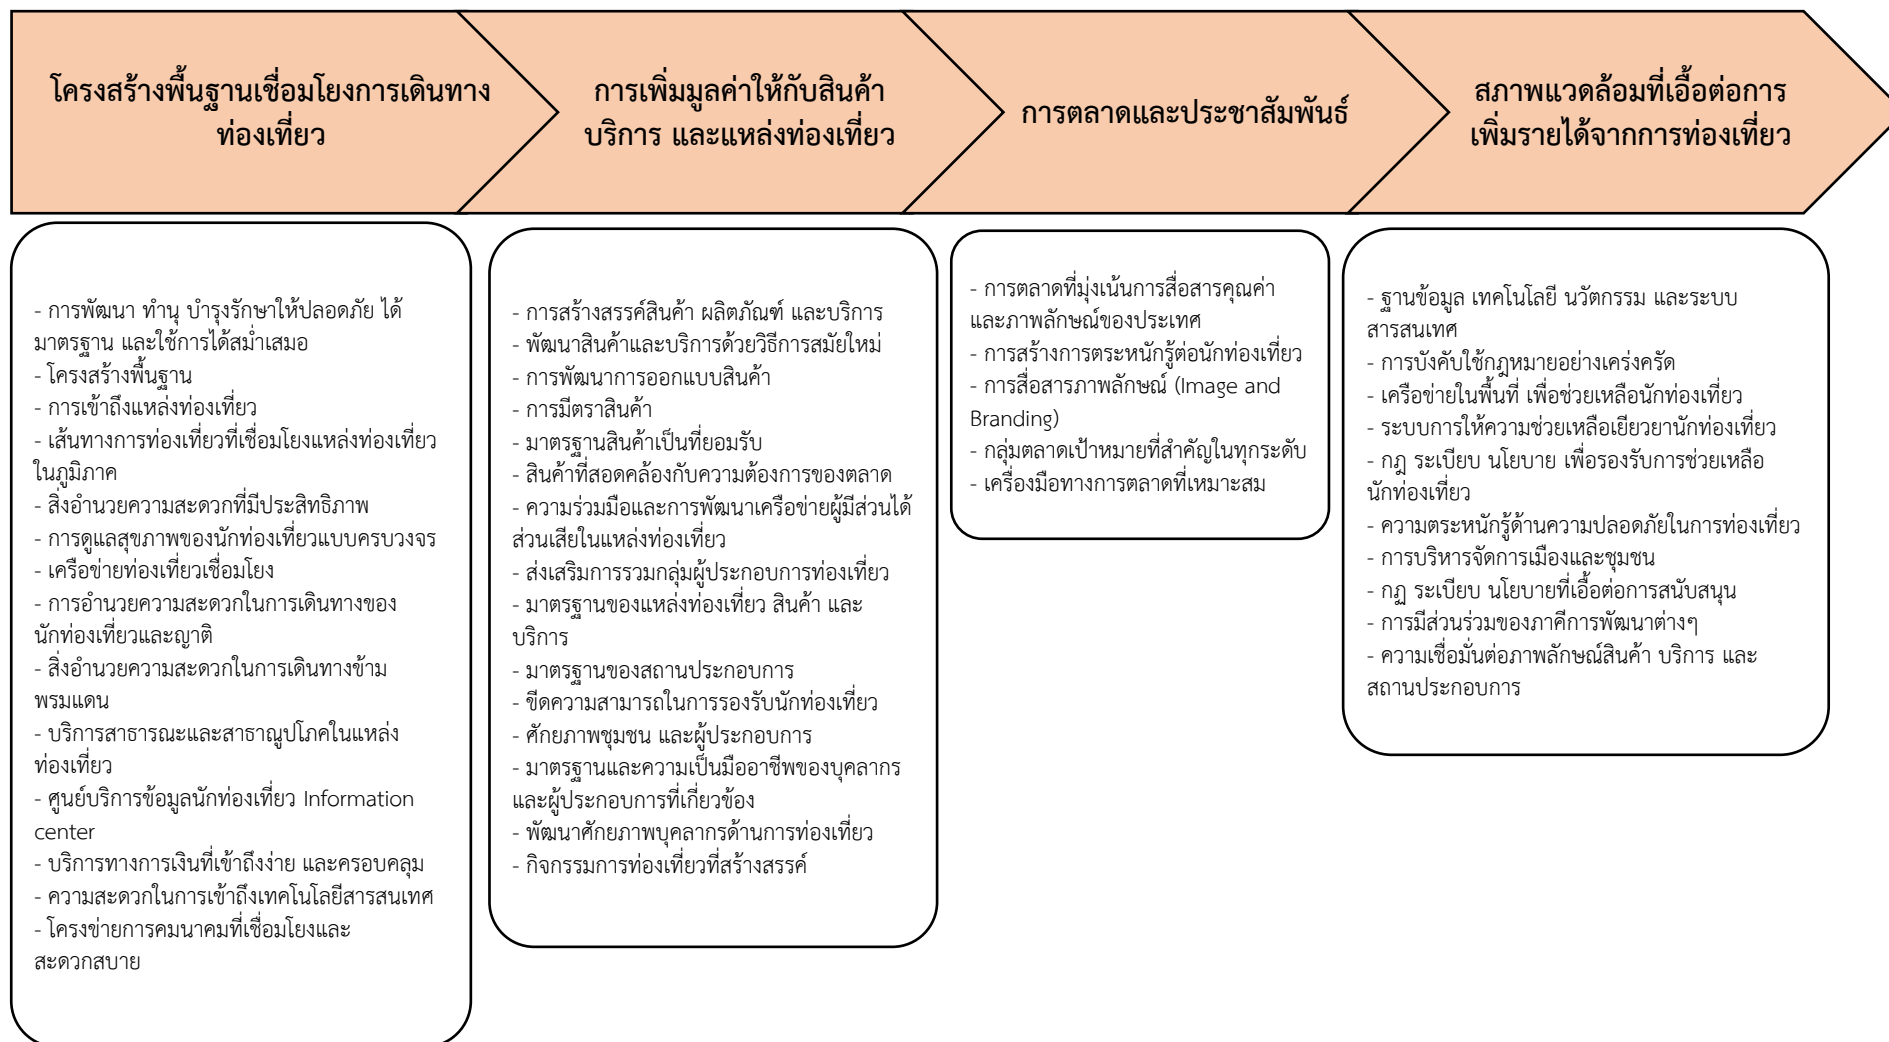 โครงสร้างพื้นฐานเชื่อมโยงการเดินทาง
ท่องเที่ยว
การเพิ่มมูลค่าให้กับสินค้า
บริการ และแหล่งท่องเที่ยว
การตลาดและประชาสัมพันธ์
สภาพแวดล้อมที่เอื้อต่อการ
เพิ่มรายได้จากการท่องเที่ยว
- การพัฒนา ทำนุ บำรุงรักษาให้ปลอดภัย ได้
มาตรฐาน และใช้การได้สม่ำเสมอ
- โครงสร้างพื้นฐาน
- การเข้าถึงแหล่งท่องเที่ยว
- เส้นทางการท่องเที่ยวที่เชื่อมโยงแหล่งท่องเที่ยว
ในภูมิภาค
- สิ่งอำนวยความสะดวกที่มีประสิทธิภาพ
- การดูแลสุขภาพของนักท่องเที่ยวแบบครบวงจร
- เครือข่ายท่องเที่ยวเชื่อมโยง
- การอำนวยความสะดวกในการเดินทางของ
นักท่องเที่ยวและญาติ
- สิ่งอำนวยความสะดวกในการเดินทางข้าม
พรมแดน
- บริการสาธารณะและสาธาณูปโภคในแหล่ง
ท่องเที่ยว
- ศูนย์บริการข้อมูลนักท่องเที่ยว Information
center
- บริการทางการเงินที่เข้าถึงง่าย และครอบคลุม
- ความสะดวกในการเข้าถึงเทคโนโลยีสารสนเทศ
- โครงข่ายการคมนาคมที่เชื่อมโยงและ
สะดวกสบาย
- การสร้างสรรค์สินค้า ผลิตภัณฑ์ และบริการ
- พัฒนาสินค้าและบริการด้วยวิธีการสมัยใหม่
- การพัฒนาการออกแบบสินค้า
- การมีตราสินค้า
- มาตรฐานสินค้าเป็นที่ยอมรับ
- สินค้าที่สอดคล้องกับความต้องการของตลาด
- ความร่วมมือและการพัฒนาเครือข่ายผู้มีส่วนได้
ส่วนเสียในแหล่งท่องเที่ยว
- ส่งเสริมการรวมกลุ่มผู้ประกอบการท่องเที่ยว
- มาตรฐานของแหล่งท่องเที่ยว สินค้า และ
บริการ
- มาตรฐานของสถานประกอบการ
- ขีดความสามารถในการรองรับนักท่องเที่ยว
- ศักยภาพชุมชน และผู้ประกอบการ
- มาตรฐานและความเป็นมืออาชีพของบุคลากร
และผู้ประกอบการที่เกี่ยวข้อง
- พัฒนาศักยภาพบุคลากรด้านการท่องเที่ยว
- กิจกรรมการท่องเที่ยวที่สร้างสรรค์
- การตลาดที่มุ่งเน้นการสื่อสารคุณค่า
และภาพลักษณ์ของประเทศ
- การสร้างการตระหนักรู้ต่อนักท่องเที่ยว
- การสื่อสารภาพลักษณ์ (Image and
Branding)
- กลุ่มตลาดเป้าหมายที่สำคัญในทุกระดับ
- เครื่องมือทางการตลาดที่เหมาะสม
- ฐานข้อมูล เทคโนโลยี นวัตกรรม และระบบ
สารสนเทศ
- การบังคับใช้กฎหมายอย่างเคร่งครัด
- เครือข่ายในพื้นที่ เพื่อช่วยเหลือนักท่องเที่ยว
- ระบบการให้ความช่วยเหลือเยียวยานักท่องเที่ยว
- กฎ ระเบียบ นโยบาย เพื่อรองรับการช่วยเหลือ
นักท่องเที่ยว
- ความตระหนักรู้ด้านความปลอดภัยในการท่องเที่ยว
- การบริหารจัดการเมืองและชุมชน
- กฏ ระเบียบ นโยบายที่เอื้อต่อการสนับสนุน
- การมีส่วนร่วมของภาคีการพัฒนาต่างๆ
- ความเชื่อมั่นต่อภาพลักษณ์สินค้า บริการ และ
สถานประกอบการ